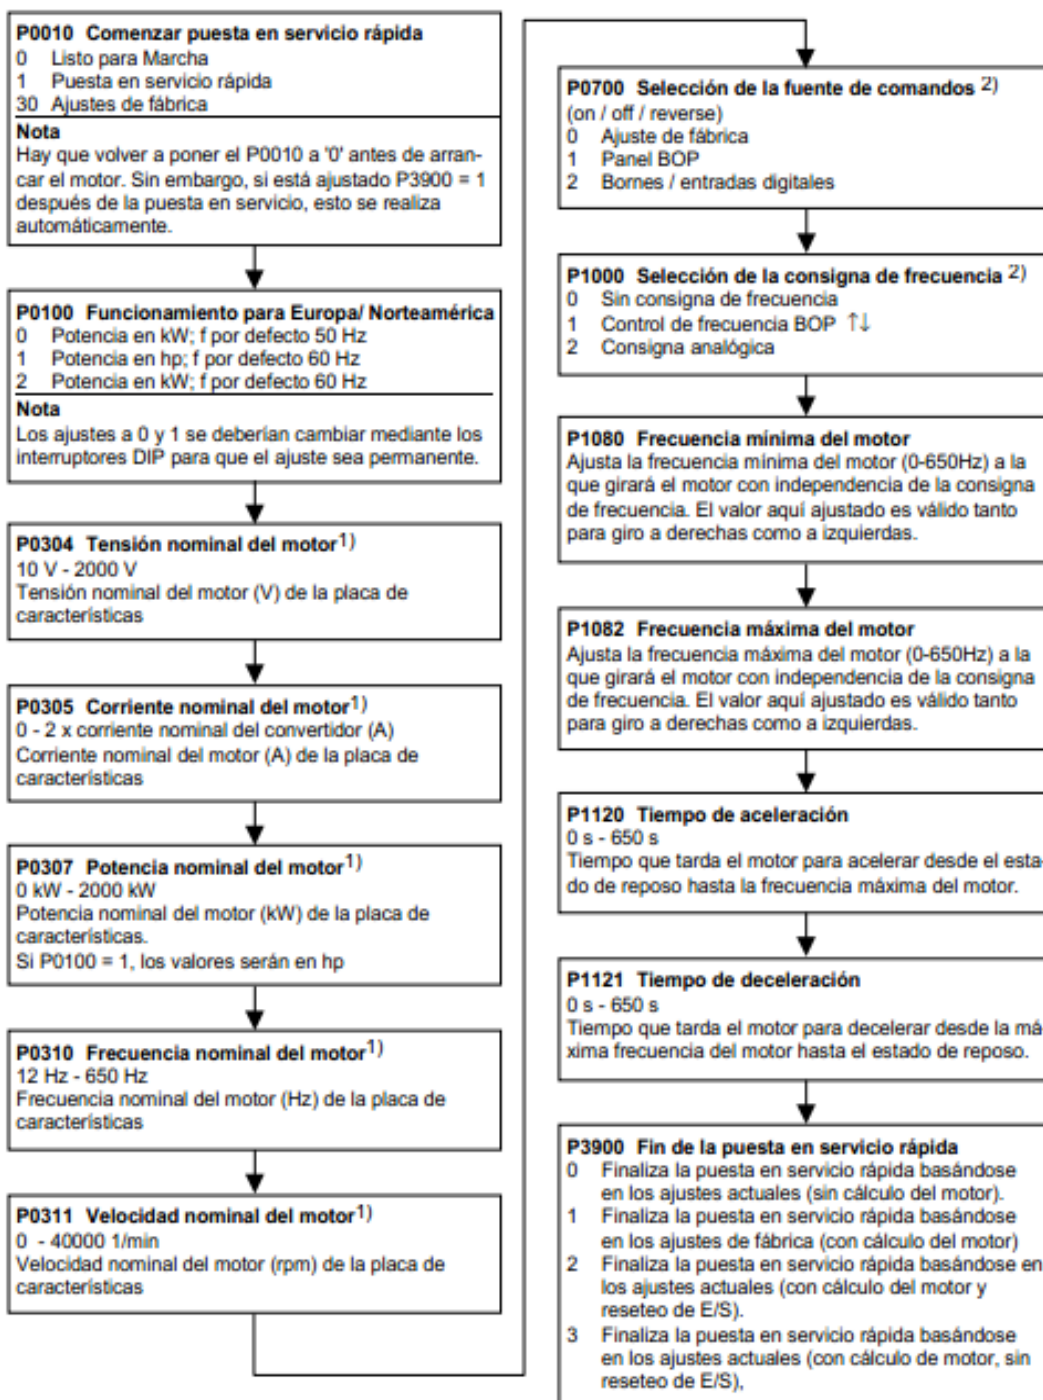 P0010 Comenzar puesta en servicio rápida
0 Listo para Marcha
1 Puesta en servicio rápida
30 Ajustes de fábrica
Nota
Hay que volver a poner el P0010 a '0' antes de arran-
car el motor. Sin embargo, si está ajustado P3900 = 1
después de la puesta en servicio, esto se realiza
automáticamente.
P0100 Funcionamiento para Europa/ Norteamérica
0 Potencia en kW; f por defecto 50 Hz
1 Potencia en hp; f por defecto 60 Hz
2 Potencia en kW; f por defecto 60 Hz
Nota
Los ajustes a 0 y 1 se deberían cambiar mediante los
interruptores DIP para que el ajuste sea permanente.
P0304 Tensión nominal del motor1)
10 V - 2000 V
Tensión nominal del motor (V) de la placa de
características
P0305 Corriente nominal del motor1)
0 - 2 x corriente nominal del convertidor (A)
Corriente nominal del motor (A) de la placa de
características
P0307 Potencia nominal del motor1)
0 kW - 2000 kW
Potencia nominal del motor (kW) de la placa de
características.
Si P0100 = 1, los valores serán en hp
P0310 Frecuencia nominal del motor1)
12 Hz - 650 Hz
Frecuencia nominal del motor (Hz) de la placa de
características
P0311 Velocidad nominal del motor1)
0 - 40000 1/min
Velocidad nominal del motor (rpm) de la placa de
características
P0700 Selección de la fuente de comandos 2)
(on / off / reverse)
0 Ajuste de fábrica
1 Panel BOP
2 Bornes / entradas digitales
P1000 Selección de la consigna de frecuencia 2)
0 Sin consigna de frecuencia
1 Control de frecuencia BOP ↑↓
2 Consigna analógica
P1080 Frecuencia mínima del motor
Ajusta la frecuencia mínima del motor (0-650Hz) a la
que girará el motor con independencia de la consigna
de frecuencia. El valor aquí ajustado es válido tanto
para giro a derechas como a izquierdas.
P1082 Frecuencia máxima del motor
Ajusta la frecuencia máxima del motor (0-650Hz) a la
que girará el motor con independencia de la consigna
de frecuencia. El valor aquí ajustado es válido tanto
para giro a derechas como a izquierdas.
P1120 Tiempo de aceleración
0 s - 650 s
Tiempo que tarda el motor para acelerar desde el esta-
do de reposo hasta la frecuencia máxima del motor.
P1121 Tiempo de deceleración
0 s - 650 s
Tiempo que tarda el motor para decelerar desde la má
xima frecuencia del motor hasta el estado de reposo.
P3900 Fin de la puesta en servicio rápida
0 Finaliza la puesta en servicio rápida basándose
en los ajustes actuales (sin cálculo del motor).
1 Finaliza la puesta en servicio rápida basándose
en los ajustes de fábrica (con cálculo del motor)
2 Finaliza la puesta en servicio rápida basándose en
los ajustes actuales (con cálculo del motor y
reseteo de E/S).
3 Finaliza la puesta en servicio rápida basándose
en los ajustes actuales (con cálculo de motor, sin
reseteo de E/S),